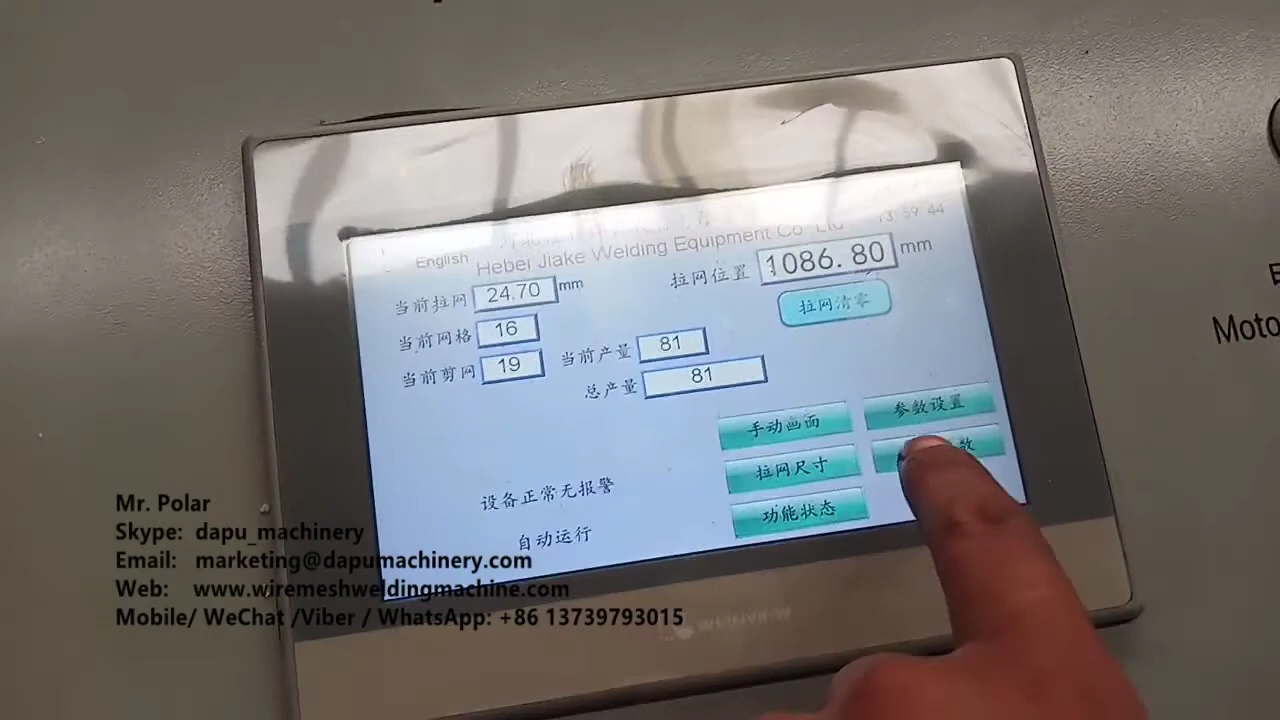 13:59:44
English
Hebei Jiake Welding Equipment Co Ltd
当前拉网 24.70 mm
拉网位置 1086.80 mm
拉网清零
当前网格 16
当前剪网 19
当前产量 81
总产量 81
手动画面
参数设置
拉网尺寸
数
功能状态
设备正常无报警
自动运行
Moto
Mr. Polar
Skype: dapu_machinery
Email: marketing@dapumachinery.com
Web: www.wiremeshweldingmachine.com
Mobile/ WeChat /Viber / WhatsApp: +86 13739793015